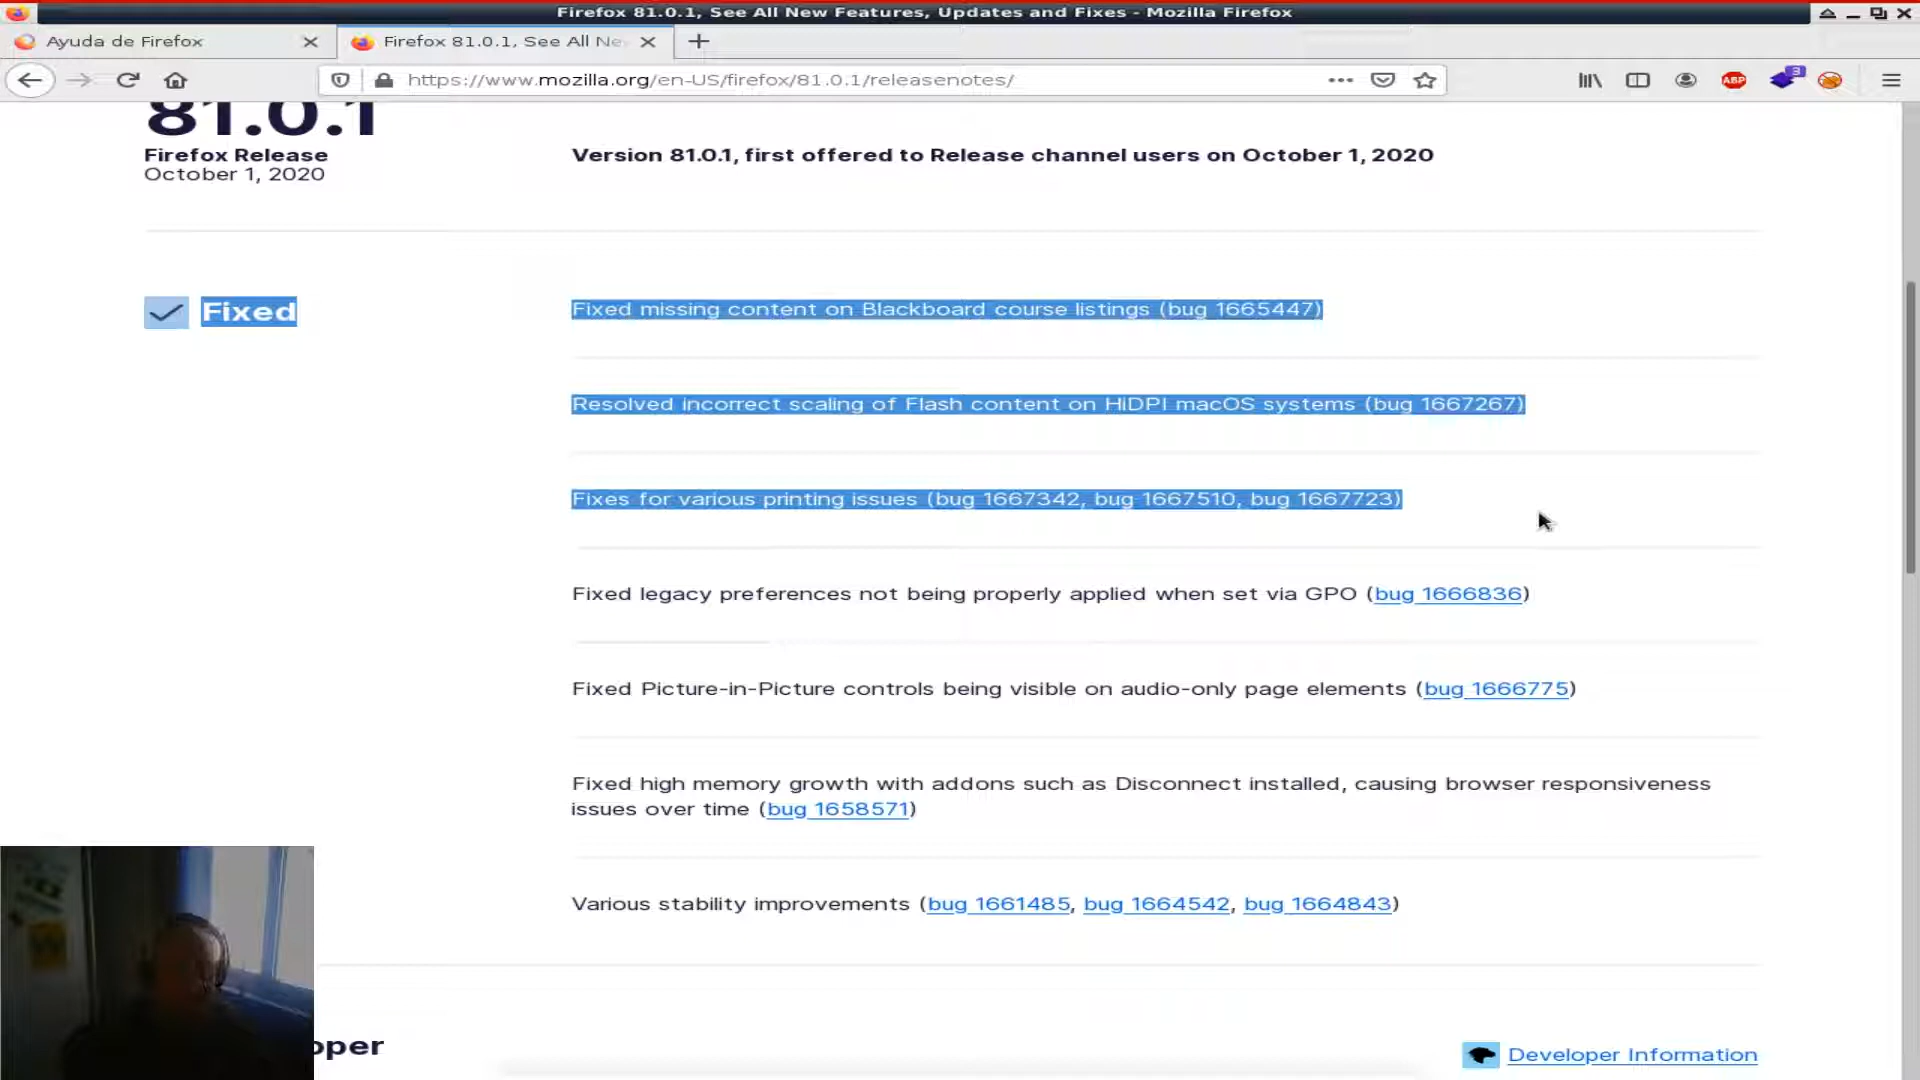 Firefox 81.0.1, See All New Features, Updates and Fixes - Mozilla Firefox
Ayuda de Firefox
Firefox 81.0.1, See All Ne
https://www.mozilla.org/en-US/firefox/81.0.1/releasenotes/
ABP
3
81.0.1
Firefox Release
October 1, 2020
Version 81.0.1, first offered to Release channel users on October 1, 2020
Fixed
Fixed missing content on Blackboard course listings (bug 1665447)
Resolved incorrect scaling of Flash content on HiDPI macOS systems (bug 1667267)
Fixes for various printing issues (bug 1667342, bug 1667510, bug 1667723)
Fixed legacy preferences not being properly applied when set via GPO (bug 1666836)
Fixed Picture-in-Picture controls being visible on audio-only page elements (bug 1666775)
Fixed high memory growth with addons such as Disconnect installed, causing browser responsiveness
issues over time (bug 1658571)
Various stability improvements (bug 1661485, bug 1664542, bug 1664843)
oper
Developer Information